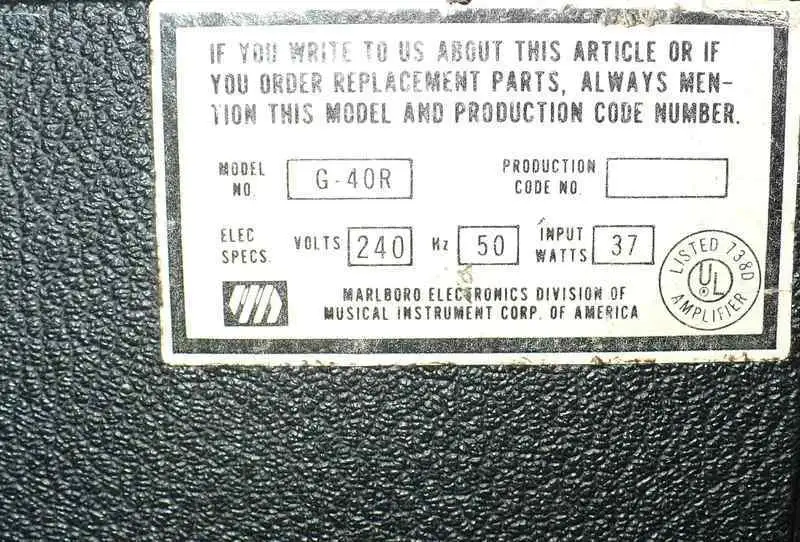 IF YOU WRITE TO US ABOUT THIS ARTICLE OR IF
YOU ORDER REPLACEMENT PARTS, ALWAYS MEN-
TION THIS MODEL AND PRODUCTION CODE NUMBER.
MODEL NO. G-40R PRODUCTION CODE NO.
ELEC SPECS. VOLTS 240 Hz 50 INPUT WATTS 37
MARLBORO ELECTRONICS DIVISION OF
MUSICAL INSTRUMENT CORP. OF AMERICA
LISTED 738D
UL
AMPLIFIER